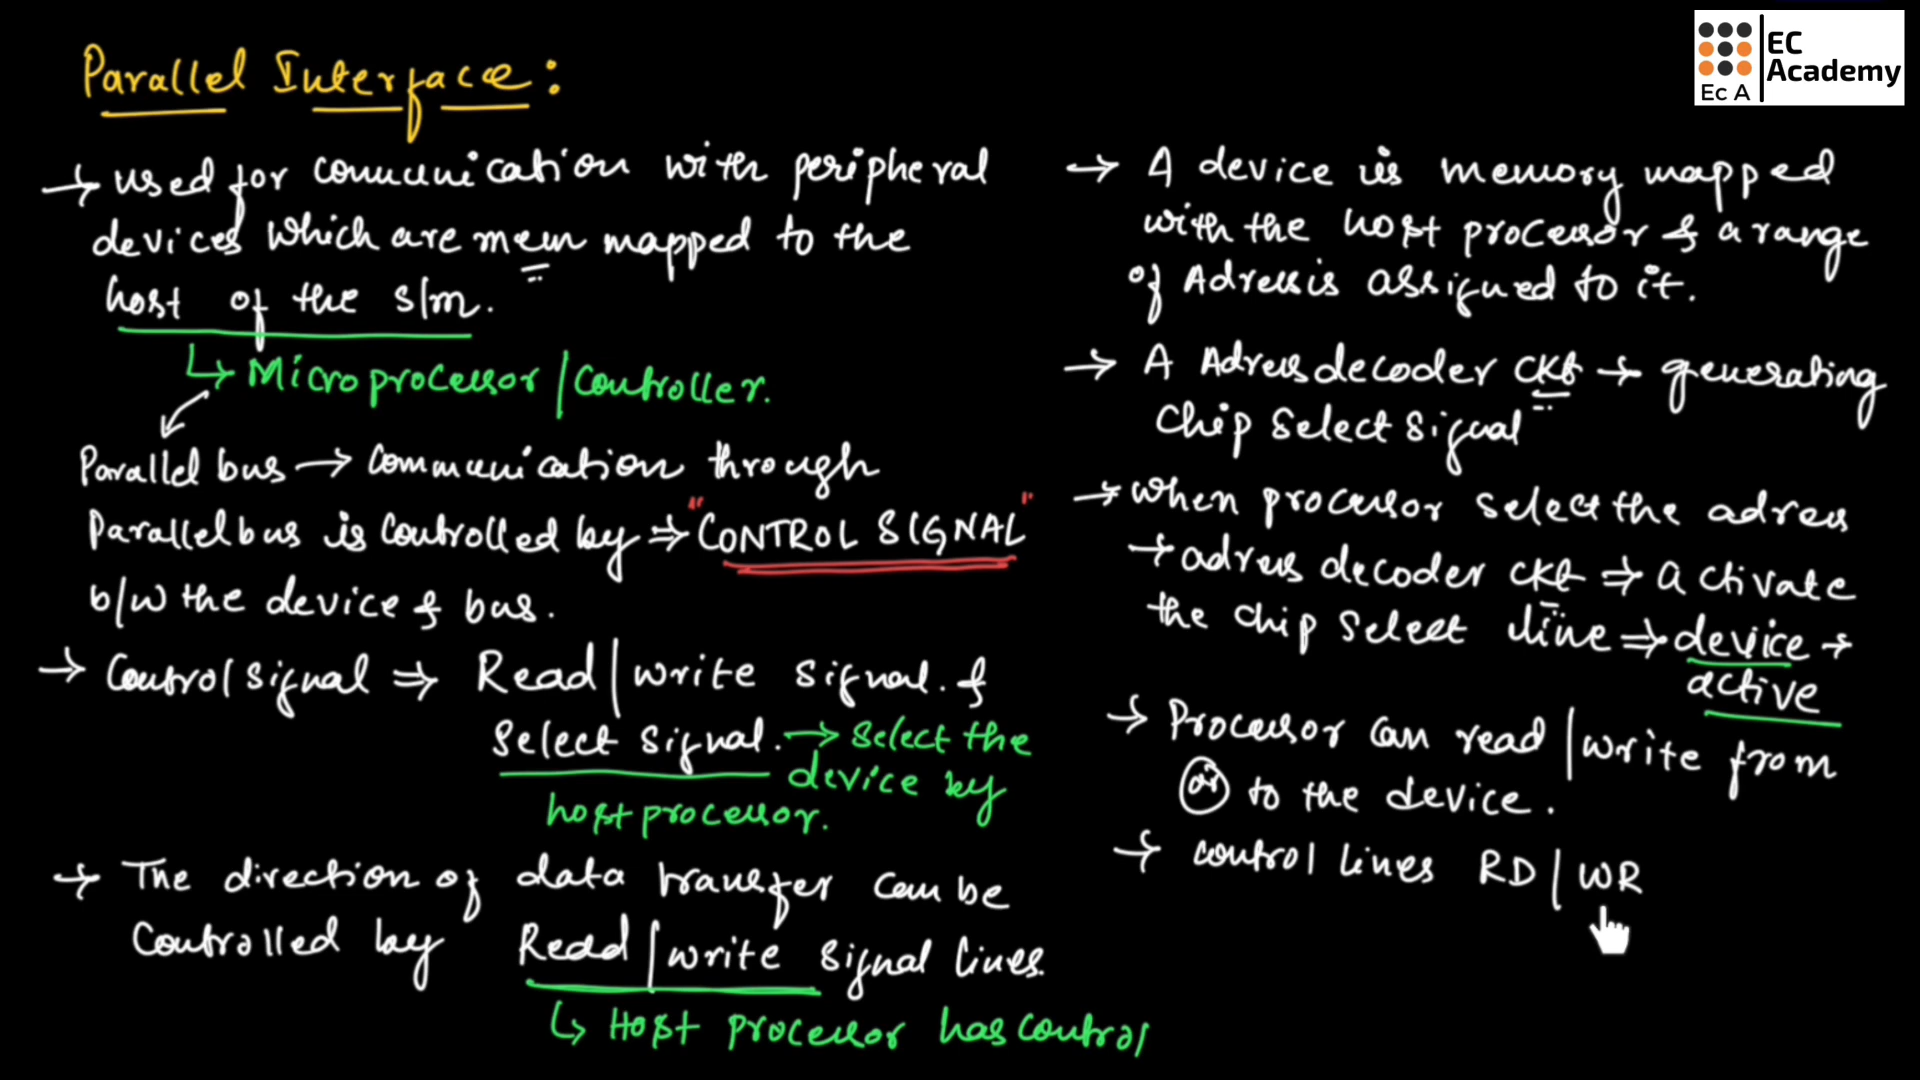 Parallel Interface:
→ used for communication with peripheral
devices which are mem mapped to the
host of the s/m.
↳ Microprocessor/Controller.
Parallel bus → Communication through
Parallel bus is controlled by ⇒ "CONTROL SIGNAL"
b/w the device & bus.
→ Control signal ⇒ Read/write signal. &
Select signal. → Select the
device by
host processor.
→ The direction of data transfer can be
Controlled by Read/write signal lines.
↳ Host processor has control
EC
Academy
Ec A
→ A device is memory mapped
with the host processor & a range
of Adress is assigned to it.
→ A Adress decoder ckt → generating
Chip Select Signal
→ when processor select the adress
→ adress decoder ckt ⇒ activate
the chip select line ⇒ device →
active
→ Processor can read/write from
or to the device.
→ control lines RD/WR